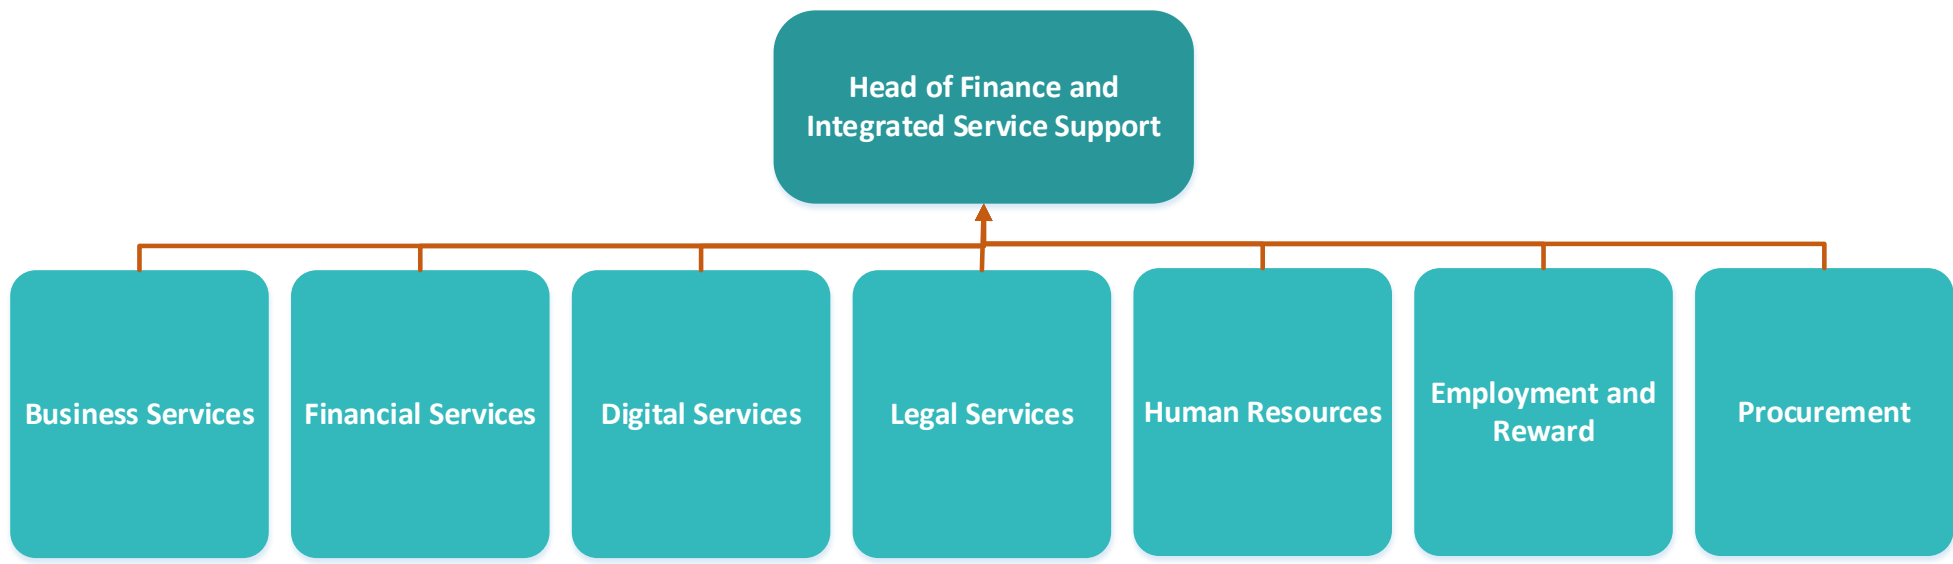 Head of Finance and
Integrated Service Support
Business Services
Financial Services
Digital Services
Legal Services
Human Resources
Employment and
Reward
Procurement